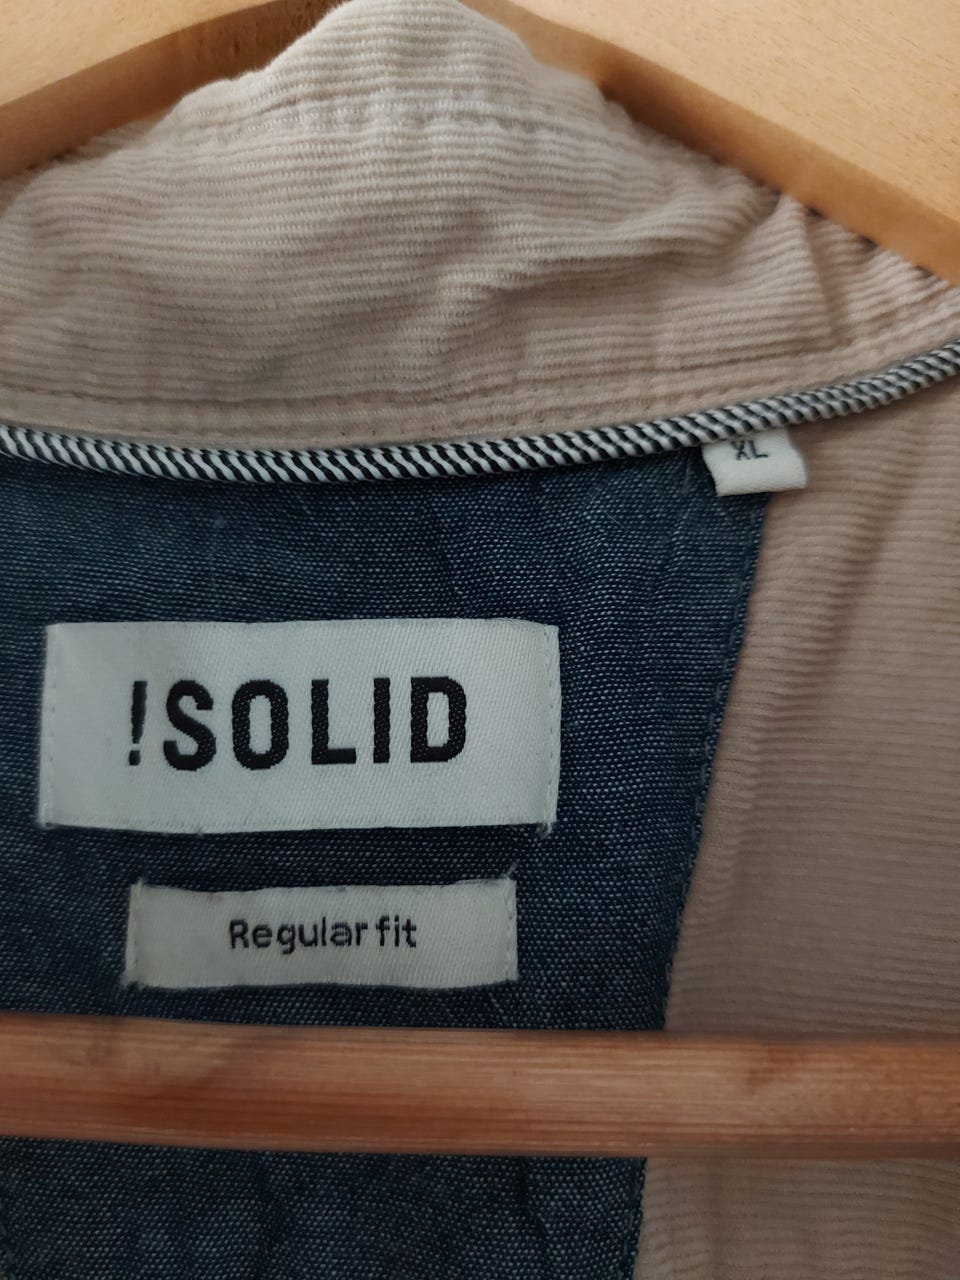 XL
!SOLID
Regular fit